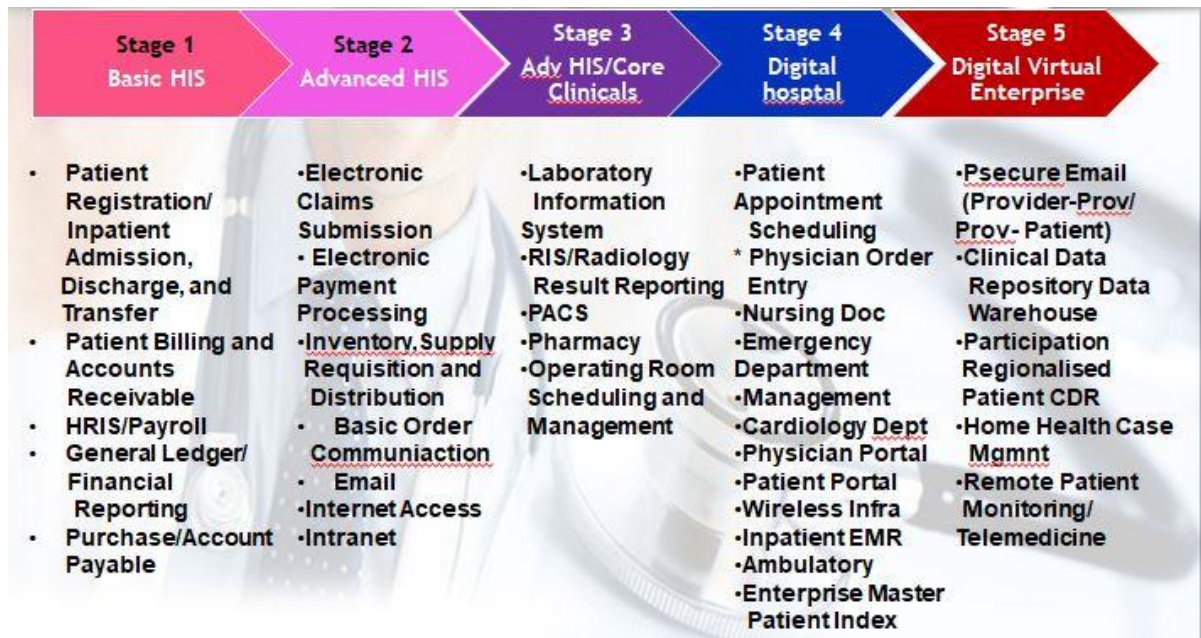 Stage 1
Basic HIS
Stage 2
Advanced HIS
Stage 3
Adv HIS/Core
Clinicals
Stage 4
Digital
hosptal
Stage 5
Digital Virtual
Enterprise
• Patient
Registration/
Inpatient
Admission,
Discharge, and
Transfer
• Patient Billing and
Accounts
Receivable
• HRIS/Payroll
• General Ledger/
Financial
Reporting
• Purchase/Account
Payable
•Electronic
Claims
Submission
• Electronic
Payment
Processing
•Inventory,Supply
Requisition and
Distribution
• Basic Order
Communiaction
• Email
•Internet Access
•Intranet
•Laboratory
Information
System
•RIS/Radiology
Result Reporting
•PACS
•Pharmacy
•Operating Room
Scheduling and
Management
•Patient
Appointment
Scheduling
* Physician Order
Entry
•Nursing Doc
•Emergency
Department
•Management
•Cardiology Dept
•Physician Portal
•Patient Portal
•Wireless Infra
•Inpatient EMR
•Ambulatory
•Enterprise Master
Patient Index
•Psecure Email
(Provider-Prov/
Prov- Patient)
•Clinical Data
Repository Data
Warehouse
•Participation
Regionalised
Patient CDR
•Home Health Case
Mgmnt
•Remote Patient
Monitoring/
Telemedicine